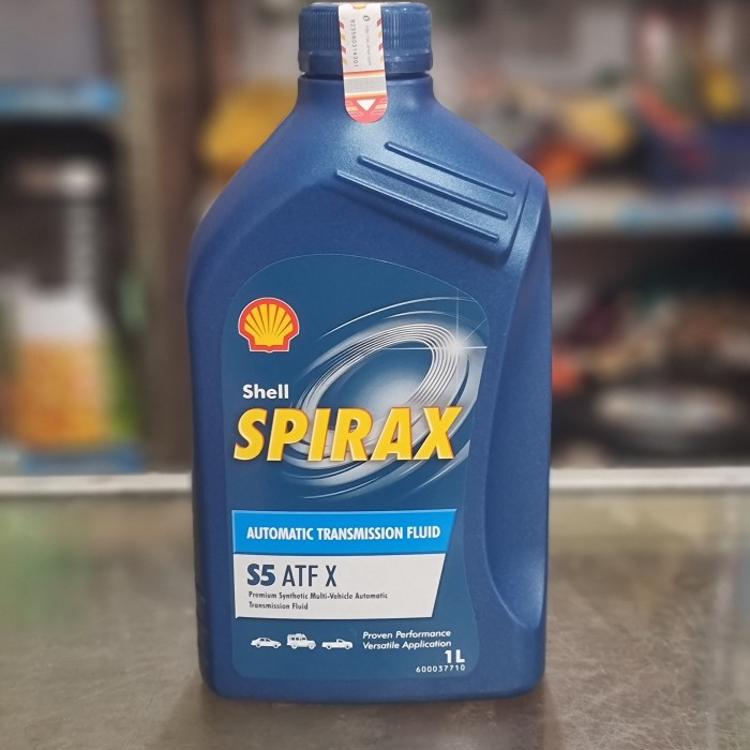 Shell
SPIRAX
AUTOMATIC TRANSMISSION FLUID
S5 ATF X
Premium Synthetic Multi-Vehicle Automatic
Transmission Fluid
Proven Performance
Versatile Application
1L
600037710